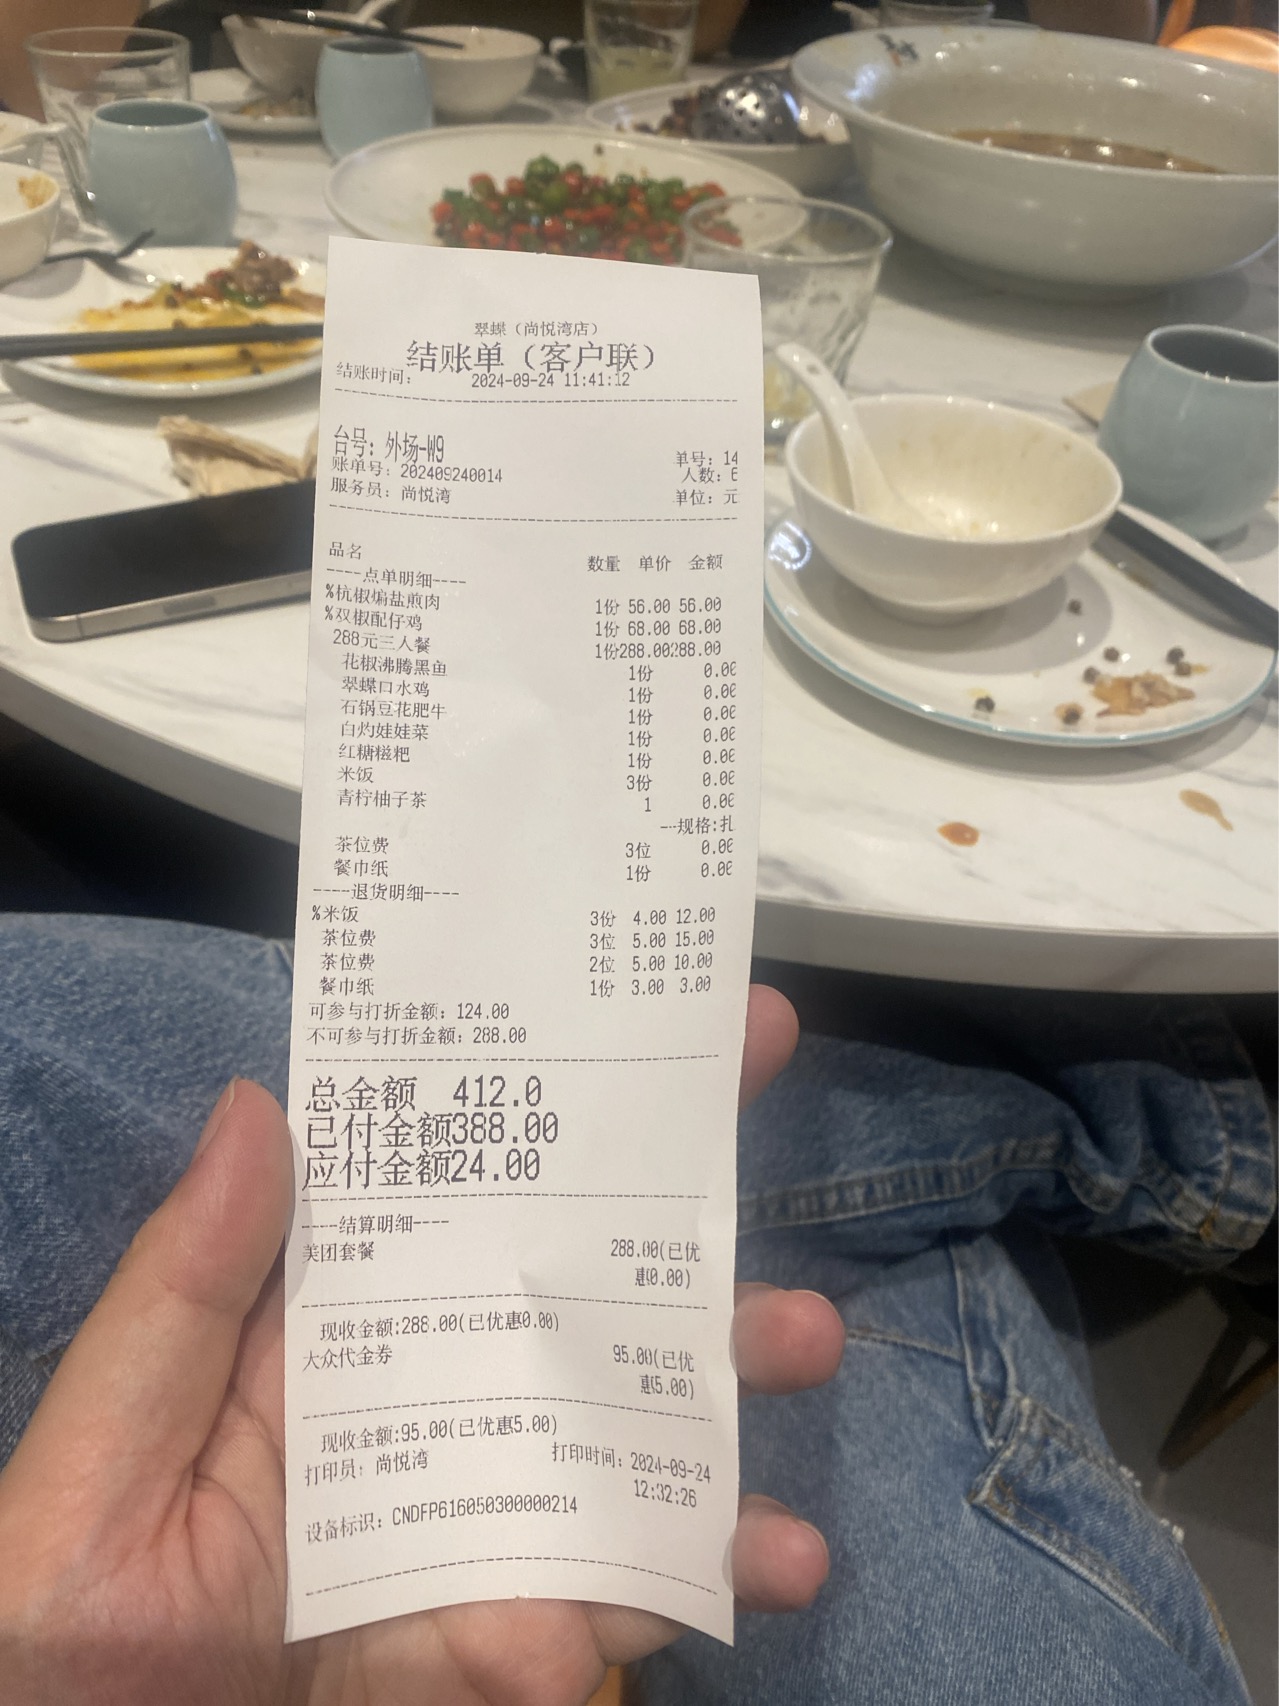 翠蝶（尚悦湾店）
结账单（客户联）
结账时间： 2024-09-24 11:41:12
台号：外场-W9
单号：14
账单号：202409240014
人数：6
服务员：尚悦湾
单位：元
品名 数量 单价 金额
----点单明细----
%杭椒煸盐煎肉 1份 56.00 56.00
%双椒配仔鸡 1份 68.00 68.00
288元三人餐 1份288.00288.00
花椒沸腾黑鱼 1份 0.00
翠蝶口水鸡 1份 0.00
石锅豆花肥牛 1份 0.00
白灼娃娃菜 1份 0.00
红糖糍粑 1份 0.00
米饭 3份 0.00
青柠柚子茶 1 0.00
---规格:扎
茶位费 3位 0.00
餐巾纸 1份 0.00
----退货明细----
%米饭 3份 4.00 12.00
茶位费 3位 5.00 15.00
茶位费 2位 5.00 10.00
餐巾纸 1份 3.00 3.00
可参与打折金额：124.00
不可参与打折金额：288.00
总金额 412.0
已付金额388.00
应付金额24.00
----结算明细----
美团套餐 288.00(已优
惠0.00)
现收金额:288.00(已优惠0.00)
大众代金券 95.00(已优
惠5.00)
现收金额:95.00(已优惠5.00)
打印员：尚悦湾 打印时间：2024-09-24
12:32:26
设备标识：CNDFP616050300000214